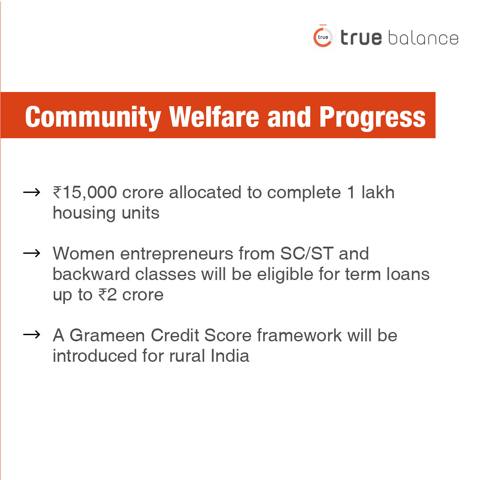 true
true balance
Community Welfare and Progress
→ ₹15,000 crore allocated to complete 1 lakh
housing units
→ Women entrepreneurs from SC/ST and
backward classes will be eligible for term loans
up to ₹2 crore
→ A Grameen Credit Score framework will be
introduced for rural India